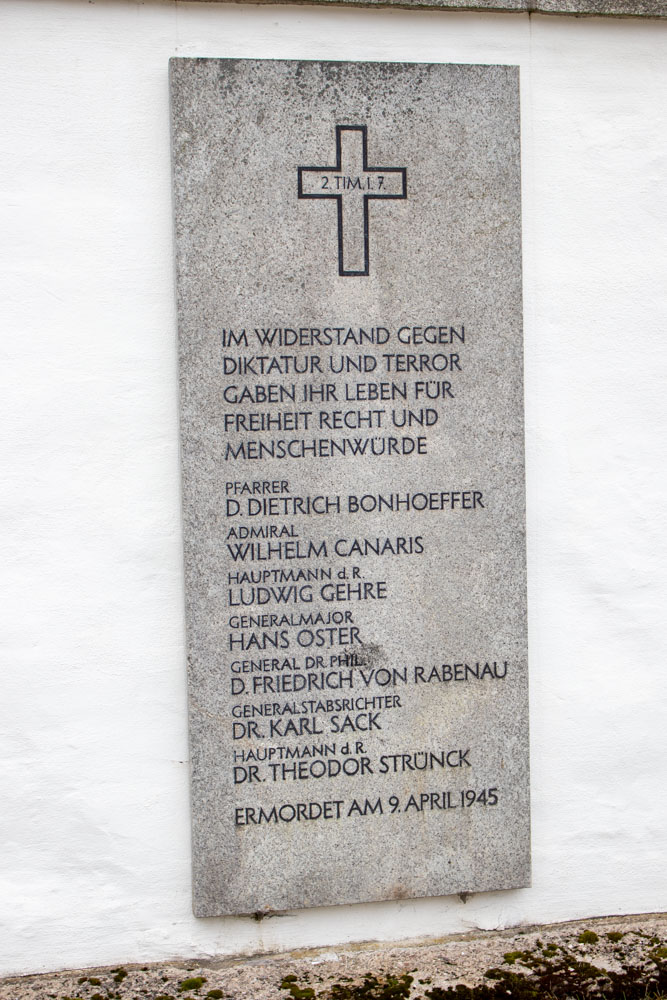 2. TIM. 1. 7.
IM WIDERSTAND GEGEN
DIKTATUR UND TERROR
GABEN IHR LEBEN FÜR
FREIHEIT RECHT UND
MENSCHENWÜRDE
PFARRER
D. DIETRICH BONHOEFFER
ADMIRAL
WILHELM CANARIS
HAUPTMANN d. R.
LUDWIG GEHRE
GENERALMAJOR
HANS OSTER
GENERAL DR PHIL.
D. FRIEDRICH VON RABENAU
GENERALSTABSRICHTER
DR. KARL SACK
HAUPTMANN d. R.
DR. THEODOR STRÜNCK
ERMORDET AM 9. APRIL 1945